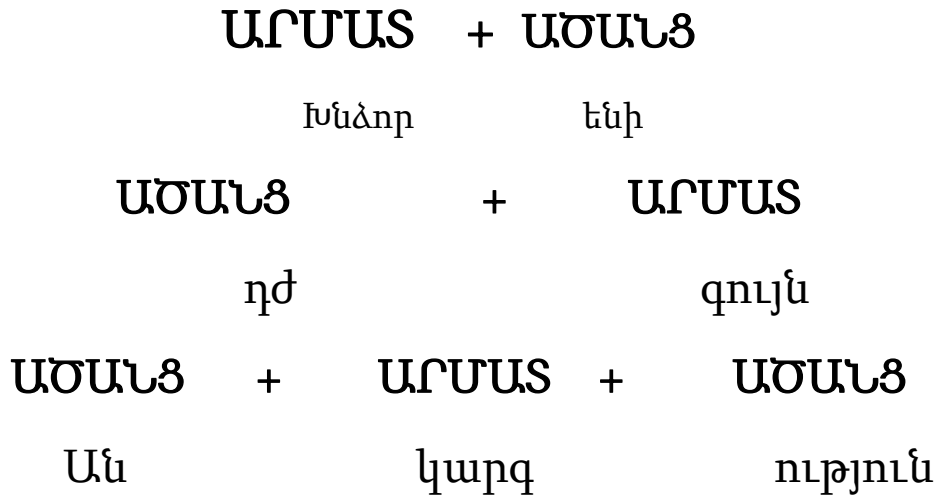 ԱՐՄԱՏ + ԱԾԱՆՑ
Խնձոր ենի
ԱԾԱՆՑ + ԱՐՄԱՏ
դժ գույն
ԱԾԱՆՑ + ԱՐՄԱՏ + ԱԾԱՆՑ
Ան կարգ ություն